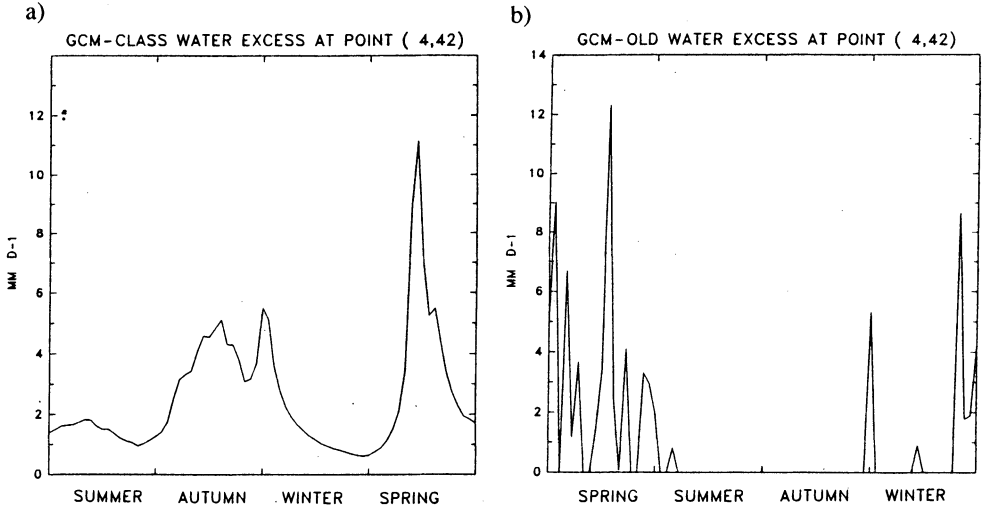 a)
GCM-CLASS WATER EXCESS AT POINT ( 4,42)
12
10
8
6
4
2
0
MM D-1
SUMMER AUTUMN WINTER SPRING
b)
GCM-OLD WATER EXCESS AT POINT ( 4,42)
14
12
10
8
6
4
2
0
MM D-1
SPRING SUMMER AUTUMN WINTER